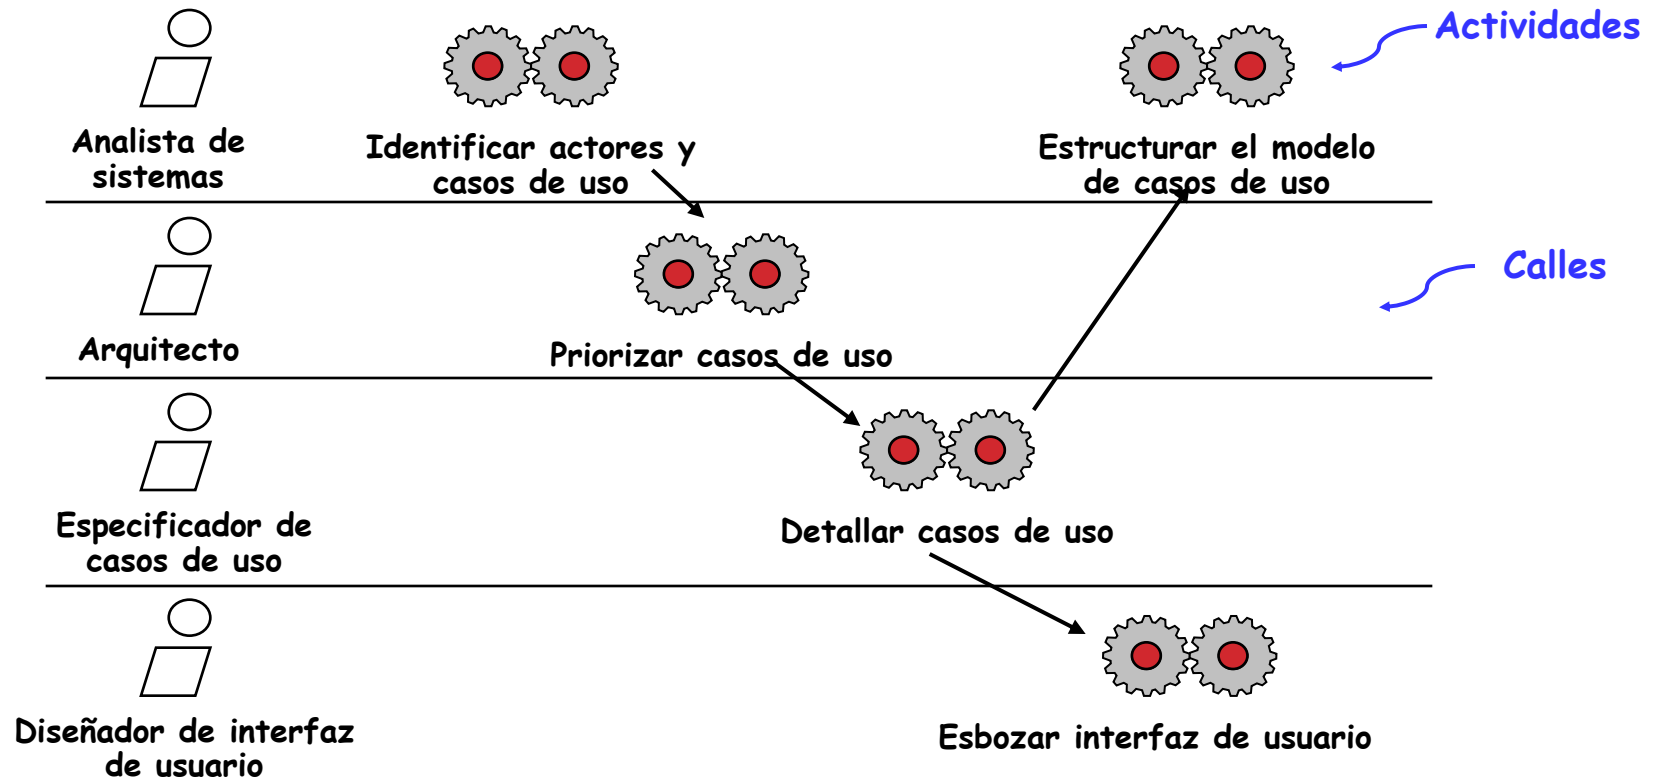 Actividades
Analista de
sistemas
Identificar actores y
casos de uso
Estructurar el modelo
de casos de uso
Calles
Arquitecto
Priorizar casos de uso
Especificador de
casos de uso
Detallar casos de uso
Diseñador de interfaz
de usuario
Esbozar interfaz de usuario